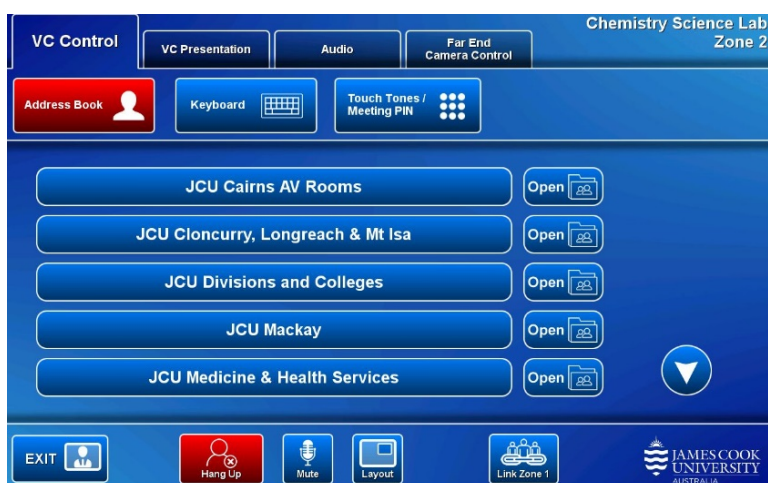 Chemistry Science Lab
Zone 2
VC Control
VC Presentation
Audio
Far End
Camera Control
Address Book
Keyboard
Touch Tones /
Meeting PIN
JCU Cairns AV Rooms
Open
JCU Cloncurry, Longreach & Mt Isa
Open
JCU Divisions and Colleges
Open
JCU Mackay
Open
JCU Medicine & Health Services
Open
EXIT
Hang Up
Mute
Layout
Link Zone 1
JAMES COOK
UNIVERSITY
AUSTRALIA